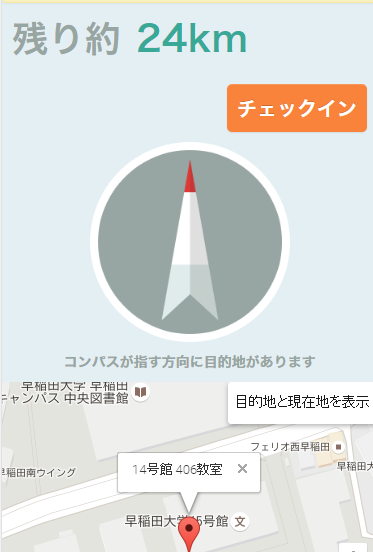 残り約 24km
チェックイン
コンパスが指す方向に目的地があります
早稲田大学 早稲田
キャンパス 中央図書館
目的地と現在地を表示
フェリオ西早稲田
早稲田大
早稲田南ウイング
14号館 406教室
早稲田大学 15号館